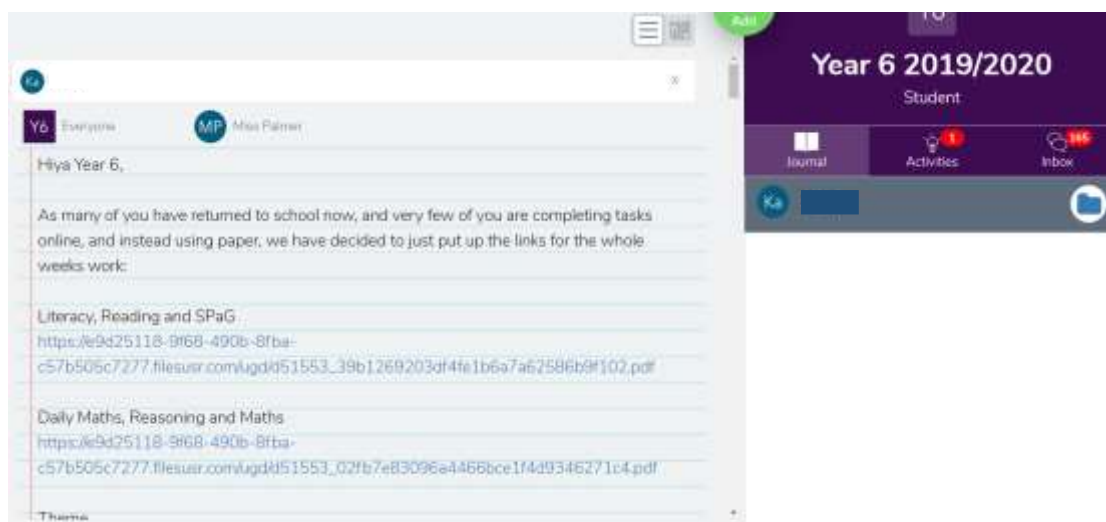 Ka
x
Y6 Everyone MP Miss Palmer
Hiya Year 6,
As many of you have returned to school now, and very few of you are completing tasks
online, and instead using paper, we have decided to just put up the links for the whole
weeks work:
Literacy, Reading and SPaG
https://e9d25118-9f68-490b-8fba-
c57b505c7277.filesusr.com/ugd/d51553_39b1269203df4fe1b6a7a62586b9f102.pdf
Daily Maths, Reasoning and Maths
https://e9d25118-9f68-490b-8fba-
c57b505c7277.filesusr.com/ugd/d51553_02fb7e83096a4466bce1f4d9346271c4.pdf
Theme
Add
Y6
Year 6 2019/2020
Student
1
Journal Activities Inbox
Ka